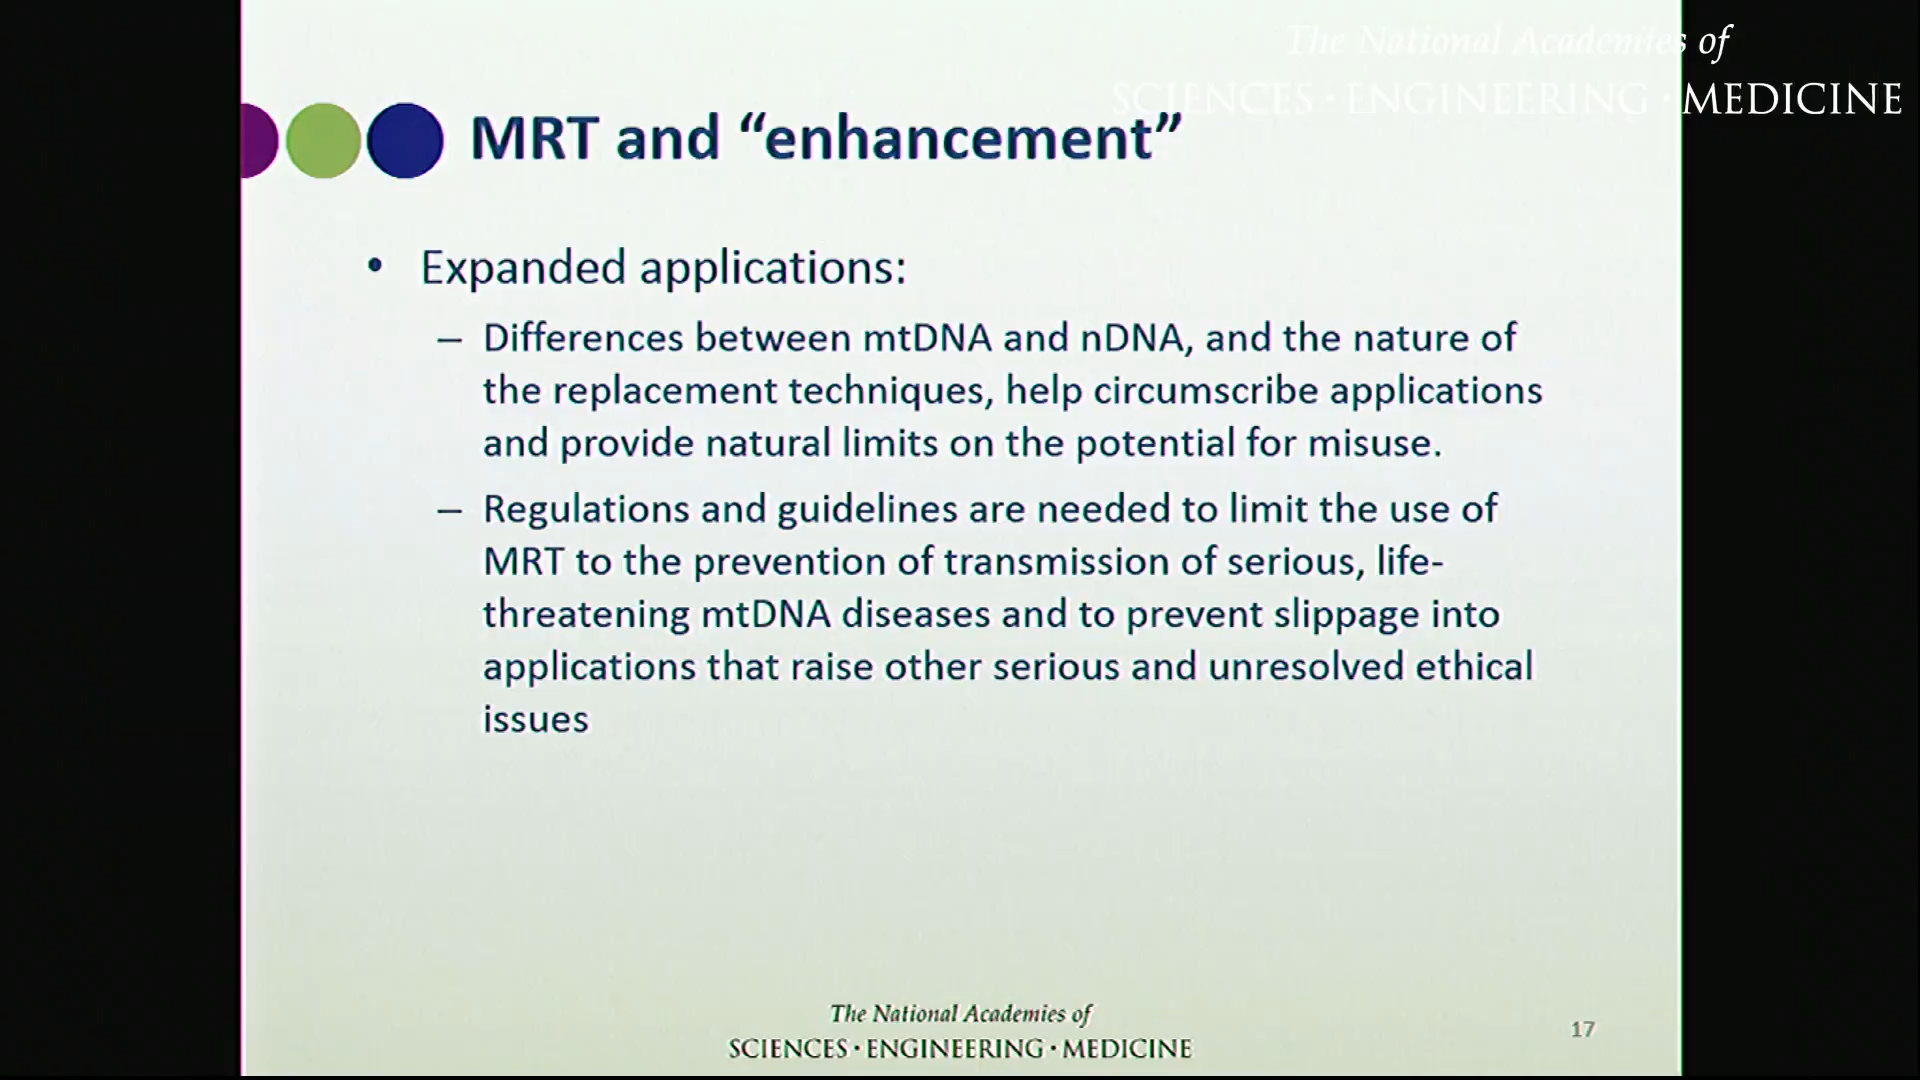 The National Academies of
SCIENCES · ENGINEERING · MEDICINE
MRT and “enhancement”
• Expanded applications:
– Differences between mtDNA and nDNA, and the nature of
the replacement techniques, help circumscribe applications
and provide natural limits on the potential for misuse.
– Regulations and guidelines are needed to limit the use of
MRT to the prevention of transmission of serious, life-
threatening mtDNA diseases and to prevent slippage into
applications that raise other serious and unresolved ethical
issues
The National Academies of
SCIENCES · ENGINEERING · MEDICINE
17